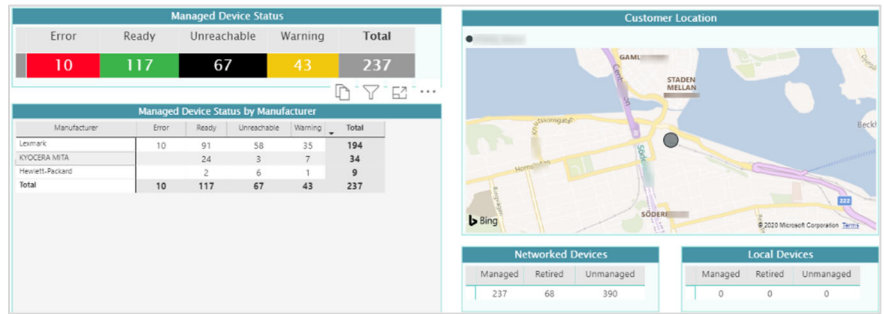 Managed Device Status
Error Ready Unreachable Warning Total
10 117 67 43 237
Managed Device Status by Manufacturer
Manufacturer Error Ready Unreachable Warning Total
Lexmark 10 91 58 35 194
KYOCERA MITA 24 3 7 34
Hewlett-Packard 2 6 1 9
Total 10 117 67 43 237
Customer Location
GAML
STADEN
MELLAN
Centr
Horns
Söde
SÖDER
222
Beckh
Bing
© 2020 Microsoft Corporation Terms
Networked Devices
Managed Retired Unmanaged
237 68 390
Local Devices
Managed Retired Unmanaged
0 0 0